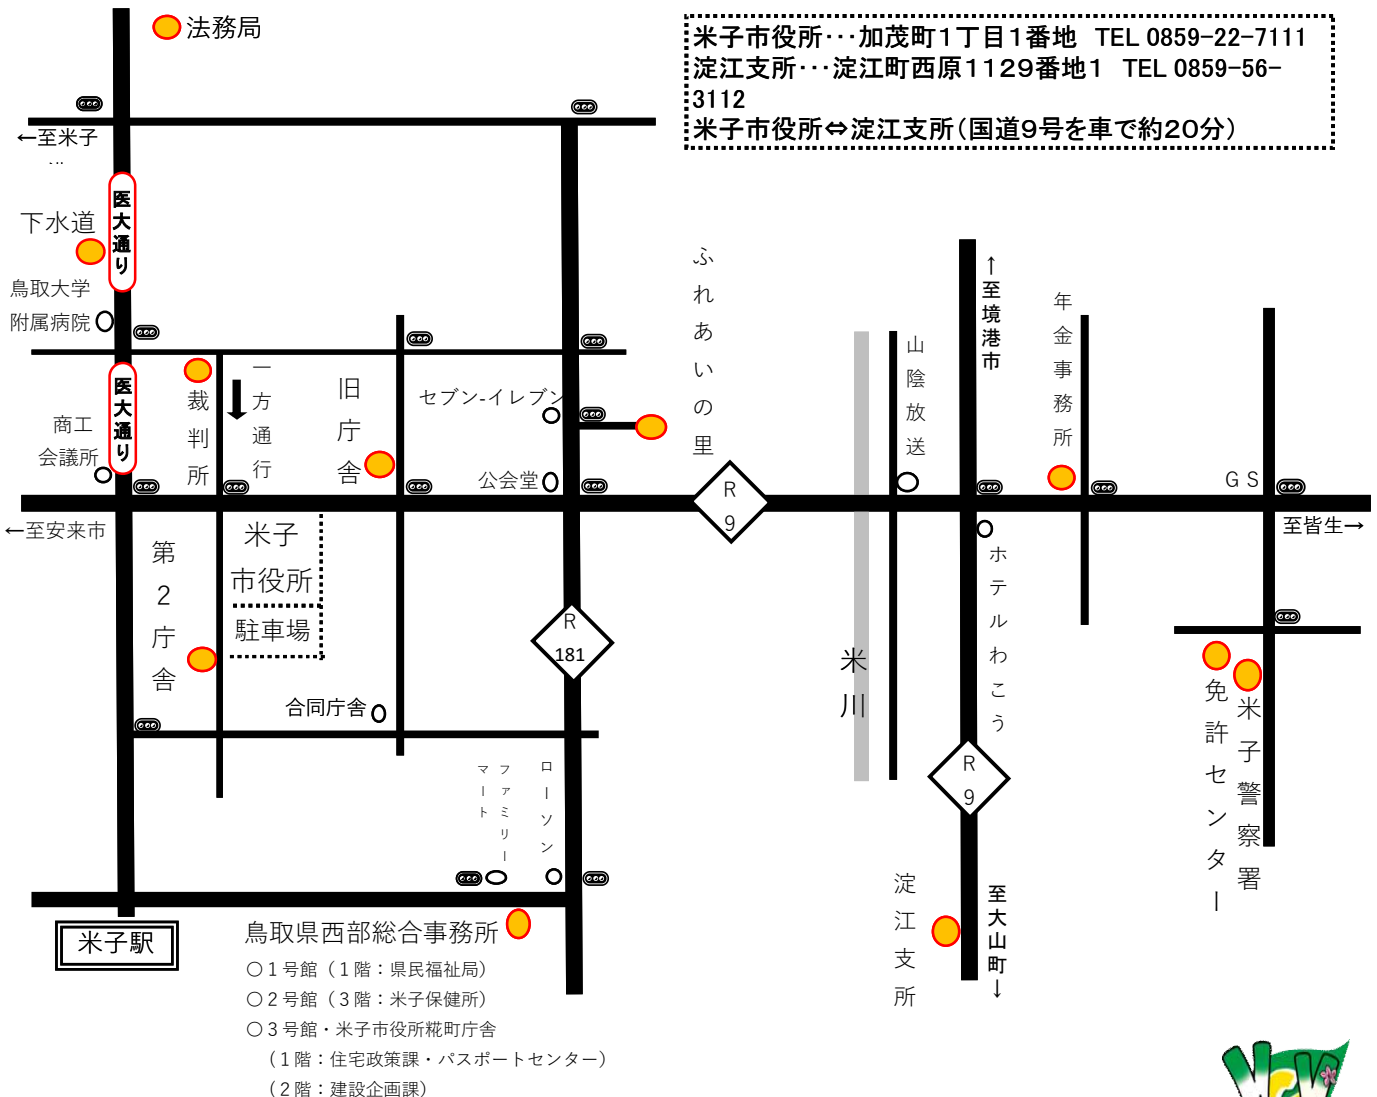 法務局
米子市役所･･･加茂町1丁目1番地 TEL 0859-22-7111
淀江支所･･･淀江町西原1129番地1 TEL 0859-56-
3112
米子市役所⇔淀江支所(国道9号を車で約20分)
←至米子
医大通り
下水道
鳥取大学
附属病院
医大通り
商工
会議所
裁判所
一方通行
旧庁舎
セブン-イレブン
公会堂
ふれあいの里
R
9
山陰放送
↑至境港市
年金事務所
GS
←至安来市
至皆生→
第2庁舎
米子
市役所
駐車場
合同庁舎
R
181
米川
ホテルわこう
R
9
免許センター
米子警察署
ファミリー
マート
ローソン
米子駅
鳥取県西部総合事務所
○1号館（1階：県民福祉局）
○2号館（3階：米子保健所）
○3号館・米子市役所糀町庁舎
（1階：住宅政策課・パスポートセンター）
（2階：建設企画課）
淀江支所
至大山町↓